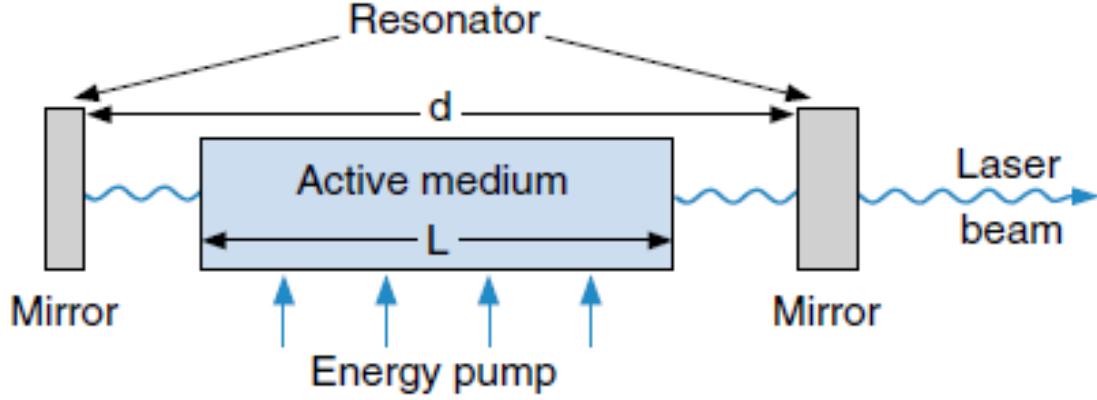 Resonator
d
Active medium
L
Laser
beam
Mirror
Mirror
Energy pump